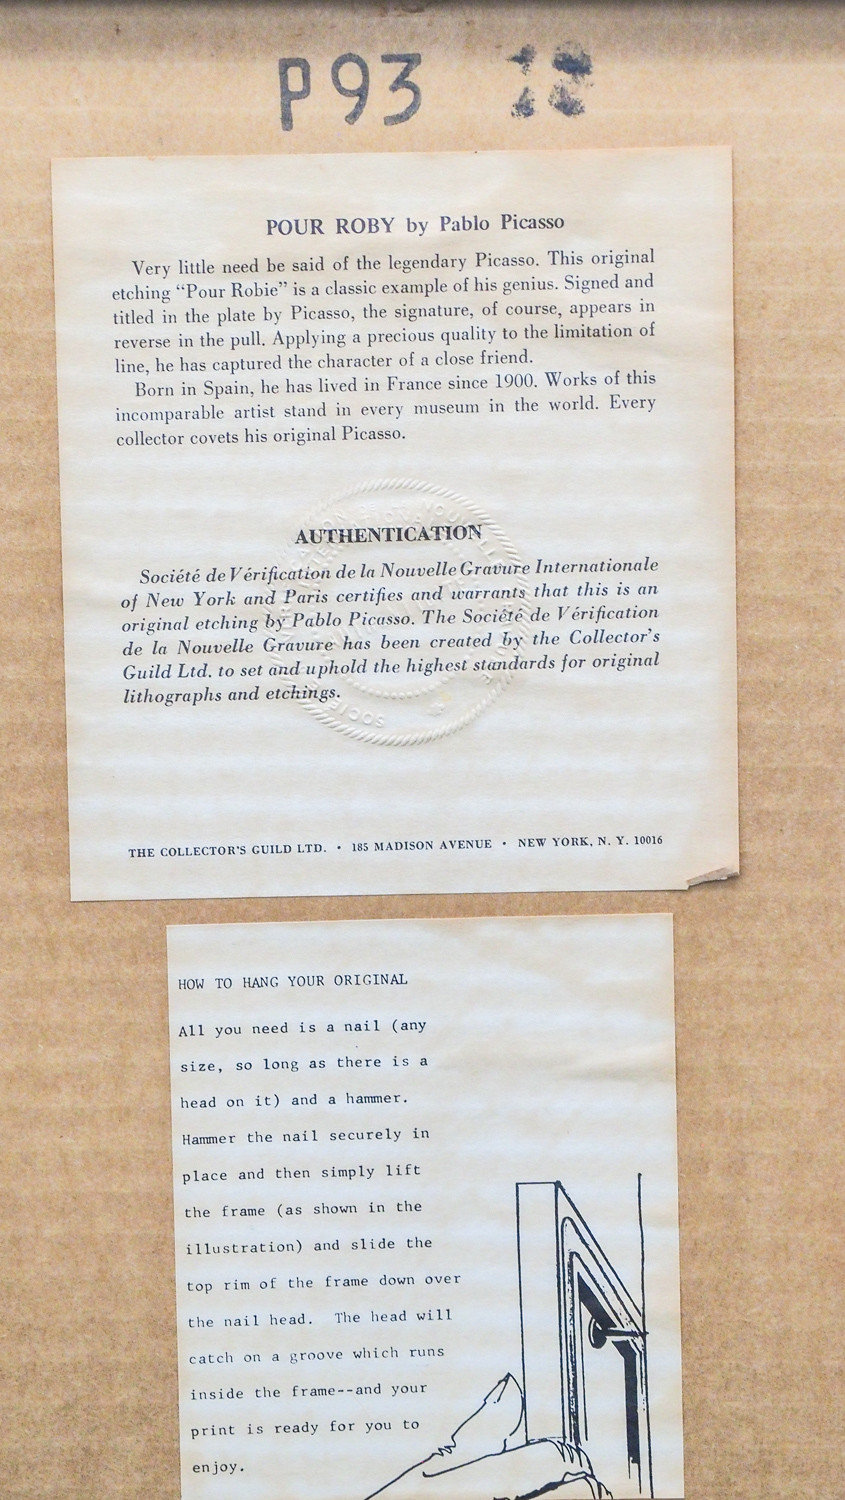 P93 12
POUR ROBY by Pablo Picasso
Very little need be said of the legendary Picasso. This original
etching “Pour Robie” is a classic example of his genius. Signed and
titled in the plate by Picasso, the signature, of course, appears in
reverse in the pull. Applying a precious quality to the limitation of
line, he has captured the character of a close friend.
Born in Spain, he has lived in France since 1900. Works of this
incomparable artist stand in every museum in the world. Every
collector covets his original Picasso.
AUTHENTICATION
Société de Vérification de la Nouvelle Gravure Internationale
of New York and Paris certifies and warrants that this is an
original etching by Pablo Picasso. The Société de Vérification
de la Nouvelle Gravure has been created by the Collector's
Guild Ltd. to set and uphold the highest standards for original
lithographs and etchings.
THE COLLECTOR'S GUILD LTD. • 185 MADISON AVENUE • NEW YORK, N. Y. 10016
HOW TO HANG YOUR ORIGINAL
All you need is a nail (any
size, so long as there is a
head on it) and a hammer.
Hammer the nail securely in
place and then simply lift
the frame (as shown in the
illustration) and slide the
top rim of the frame down over
the nail head. The head will
catch on a groove which runs
inside the frame--and your
print is ready for you to
enjoy.